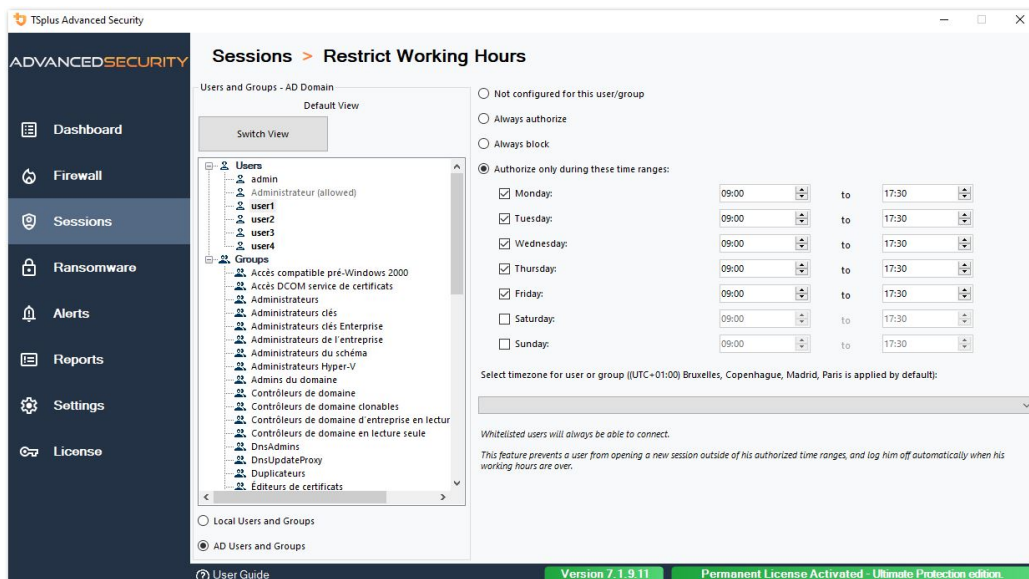 TSplus Advanced Security
ADVANCEDSECURITY
Dashboard
Firewall
Sessions
Ransomware
Alerts
Reports
Settings
License
Sessions > Restrict Working Hours
Users and Groups - AD Domain
Default View
Switch View
Users
admin
Administrateur (allowed)
user1
user2
user3
user4
Groups
Accès compatible pré-Windows 2000
Accès DCOM service de certificats
Administrateurs
Administrateurs clés
Administrateurs clés Enterprise
Administrateurs de l'entreprise
Administrateurs du schéma
Administrateurs Hyper-V
Admins du domaine
Contrôleurs de domaine
Contrôleurs de domaine clonables
Contrôleurs de domaine d'entreprise en lectur
Contrôleurs de domaine en lecture seule
DnsAdmins
DnsUpdateProxy
Duplicateurs
Éditeurs de certificats
Local Users and Groups
AD Users and Groups
Not configured for this user/group
Always authorize
Always block
Authorize only during these time ranges:
Monday: 09:00 to 17:30
Tuesday: 09:00 to 17:30
Wednesday: 09:00 to 17:30
Thursday: 09:00 to 17:30
Friday: 09:00 to 17:30
Saturday: 09:00 to 17:30
Sunday: 09:00 to 17:30
Select timezone for user or group ((UTC+01:00) Bruxelles, Copenhague, Madrid, Paris is applied by default):
Whitelisted users will always be able to connect.
This feature prevents a user from opening a new session outside of his authorized time ranges, and log him off automatically when his
working hours are over.
User Guide
Version 7.1.9.11
Permanent License Activated - Ultimate Protection edition.